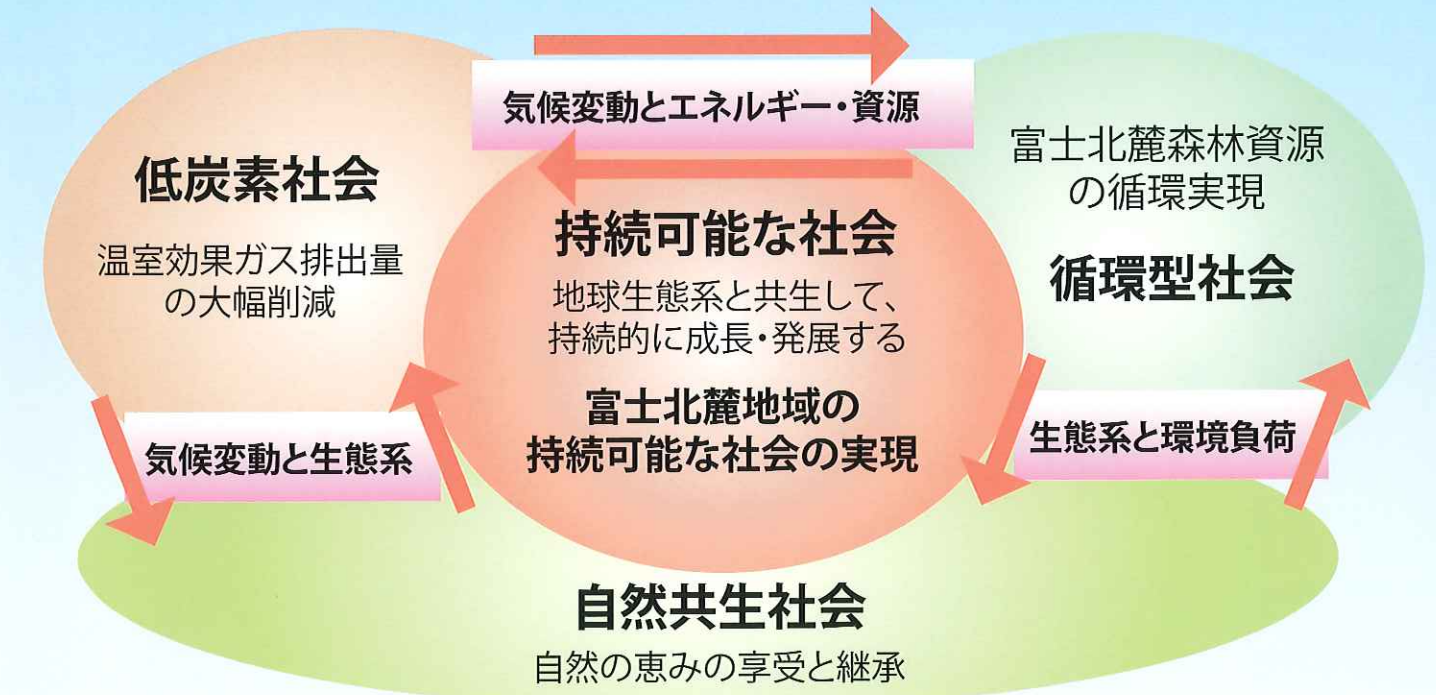 気候変動とエネルギー・資源
低炭素社会
温室効果ガス排出量
の大幅削減
持続可能な社会
地球生態系と共生して、
持続的に成長・発展する
富士北麓地域の
持続可能な社会の実現
富士北麓森林資源
の循環実現
循環型社会
気候変動と生態系
生態系と環境負荷
自然共生社会
自然の恵みの享受と継承